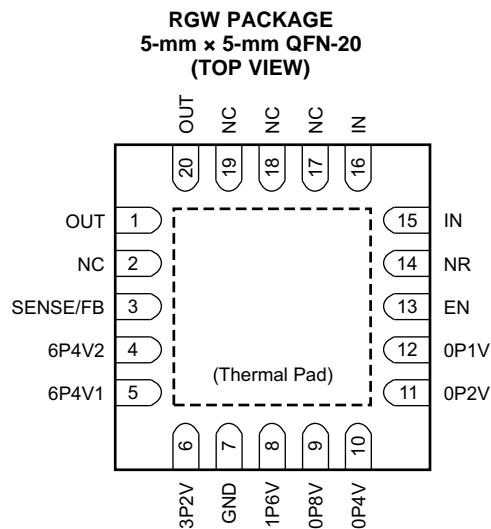 RGW PACKAGE
5-mm × 5-mm QFN-20
(TOP VIEW)
OUT NC NC NC IN
20 19 18 17 16
OUT 1 15 IN
NC 2 14 NR
SENSE/FB 3 13 EN
6P4V2 4 12 0P1V
(Thermal Pad)
6P4V1 5 11 0P2V
6 7 8 9 10
3P2V GND 1P6V 0P8V 0P4V